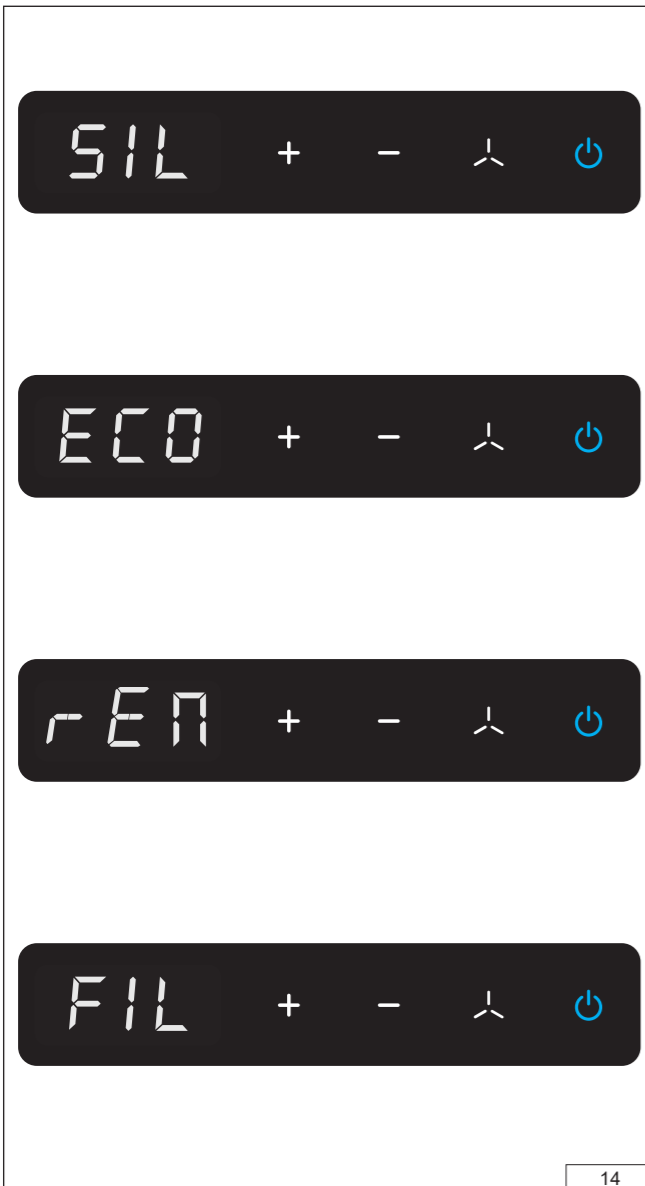 SIL + −
ECO + −
rEM + −
FIL + −
14